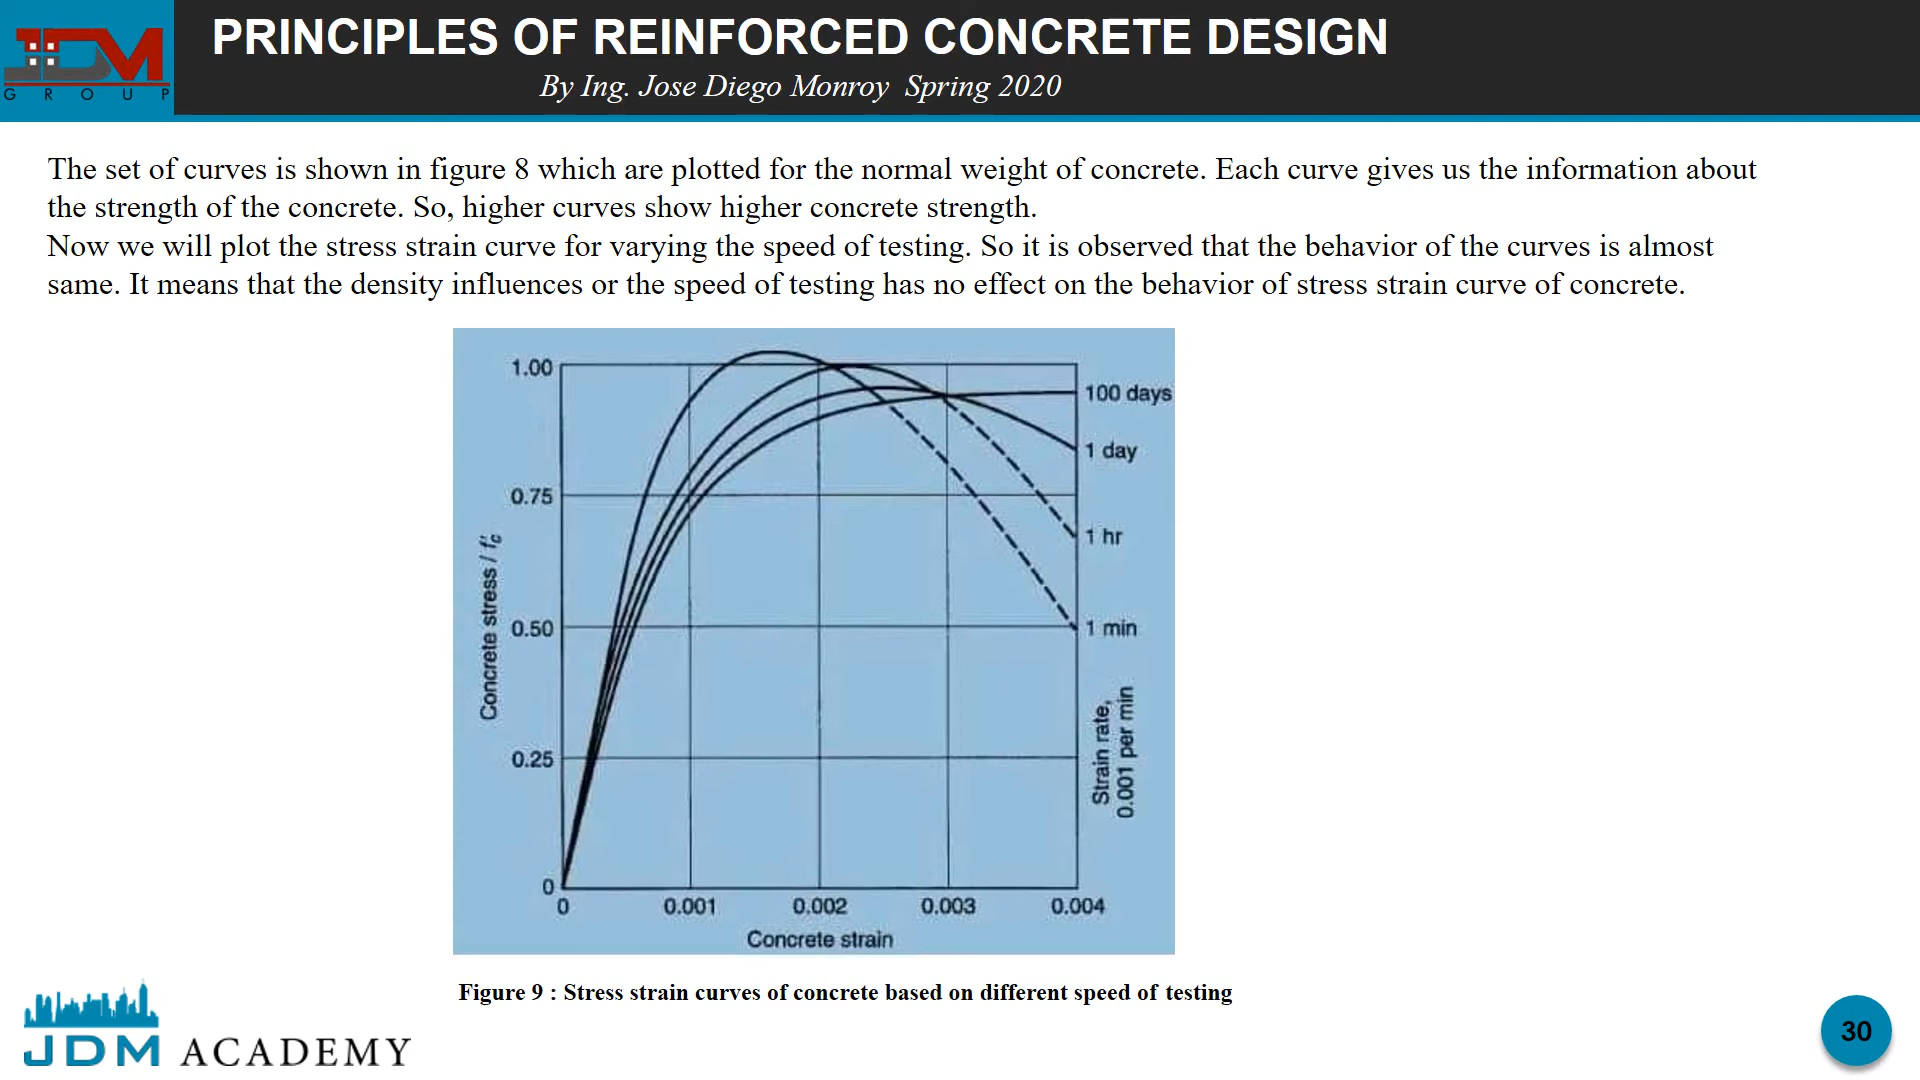 JDM
GROUP
PRINCIPLES OF REINFORCED CONCRETE DESIGN
By Ing. Jose Diego Monroy Spring 2020
The set of curves is shown in figure 8 which are plotted for the normal weight of concrete. Each curve gives us the information about
the strength of the concrete. So, higher curves show higher concrete strength.
Now we will plot the stress strain curve for varying the speed of testing. So it is observed that the behavior of the curves is almost
same. It means that the density influences or the speed of testing has no effect on the behavior of stress strain curve of concrete.
1.00
0.75
0.50
0.25
0
Concrete stress / f'c
100 days
1 day
1 hr
1 min
Strain rate,
0.001 per min
0 0.001 0.002 0.003 0.004
Concrete strain
Figure 9 : Stress strain curves of concrete based on different speed of testing
JDM ACADEMY
30